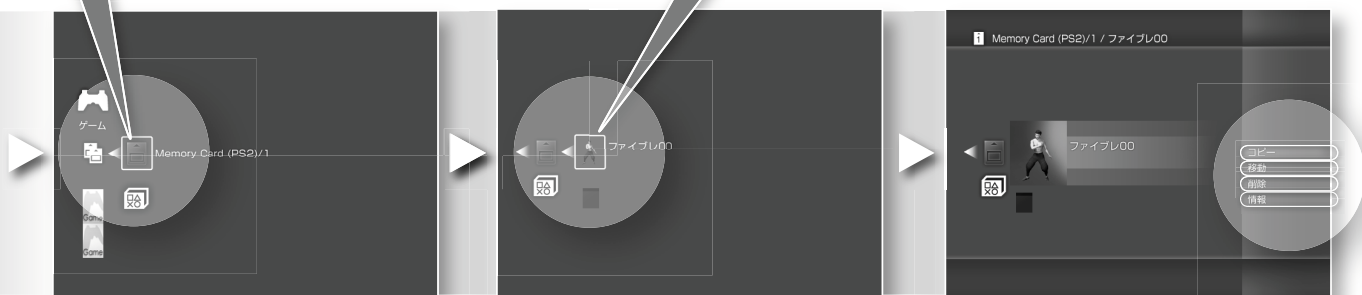 ゲーム
Memory Card (PS2)/1
Game
Game
ファイブレ00
1 Memory Card (PS2)/1 / ファイブレ00
ファイブレ00
コピー
移動
削除
情報